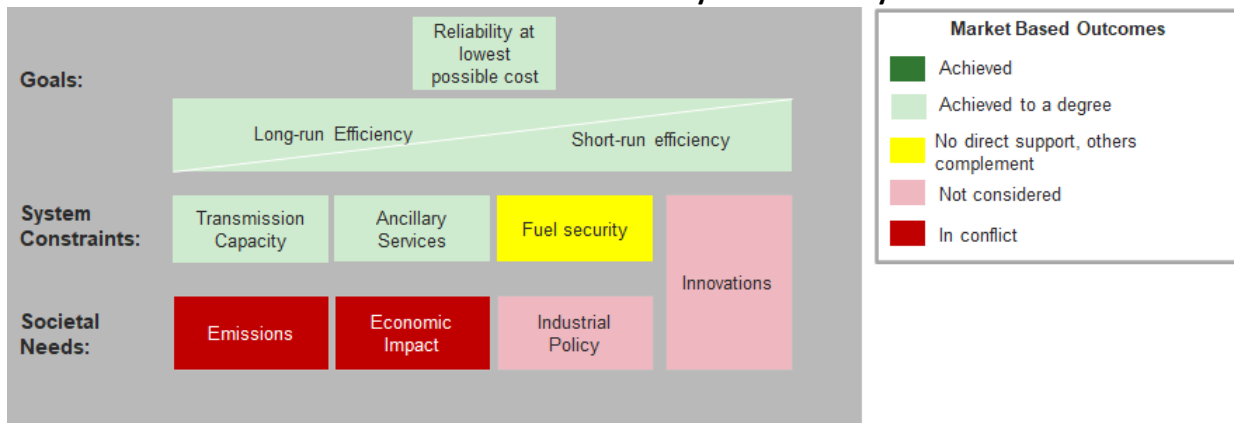 Reliability at
lowest
possible cost
Goals:
Long-run Efficiency
Short-run efficiency
System
Constraints:
Transmission
Capacity
Ancillary
Services
Fuel security
Innovations
Societal
Needs:
Emissions
Economic
Impact
Industrial
Policy
Market Based Outcomes
Achieved
Achieved to a degree
No direct support, others
complement
Not considered
In conflict